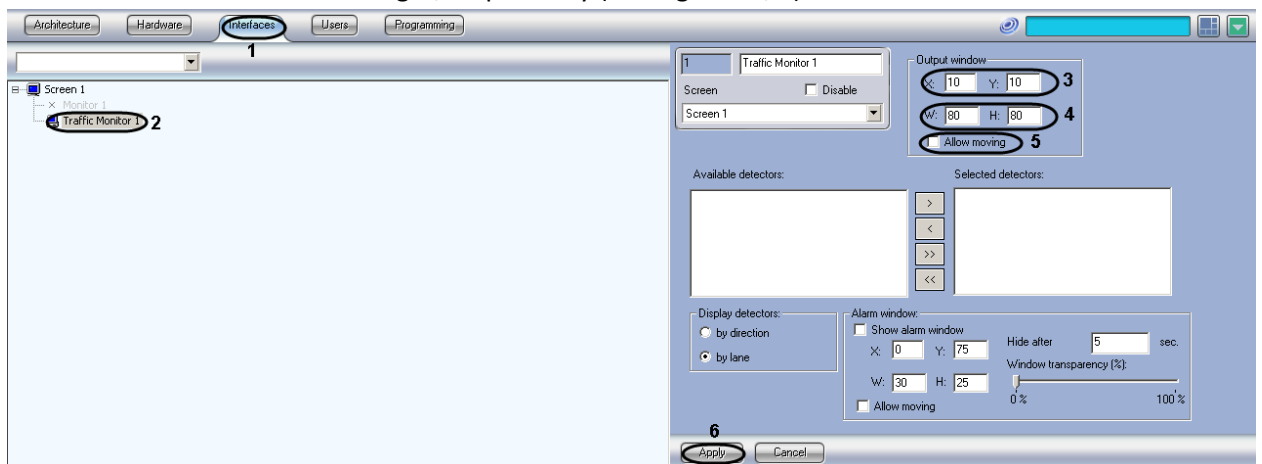 Architecture Hardware Interfaces Users Programming
1
1 Traffic Monitor 1
Screen Disable
Screen 1
Output window
X: 10 Y: 10 3
W: 80 H: 80 4
Allow moving 5
Screen 1
Monitor 1
Traffic Monitor 1 2
Available detectors: Selected detectors:
>
<
>>
<<
Display detectors:
by direction
by lane
Alarm window:
Show alarm window
X: 0 Y: 75
W: 30 H: 25
Allow moving
Hide after 5 sec.
Window transparency (%):
0 % 100 %
6
Apply Cancel